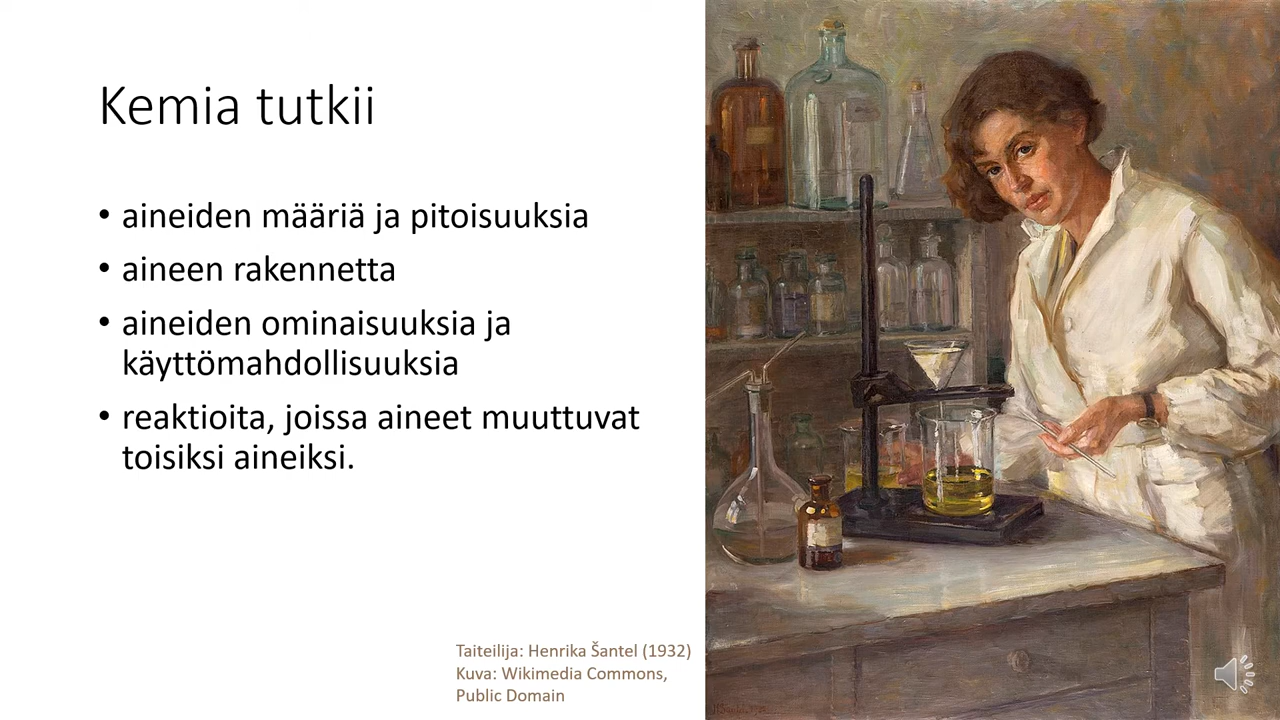 Kemia tutkii
• aineiden määriä ja pitoisuuksia
• aineen rakennetta
• aineiden ominaisuuksia ja
käyttömahdollisuuksia
• reaktioita, joissa aineet muuttuvat
toisiksi aineiksi.
Taiteilija: Henrika Šantel (1932)
Kuva: Wikimedia Commons,
Public Domain